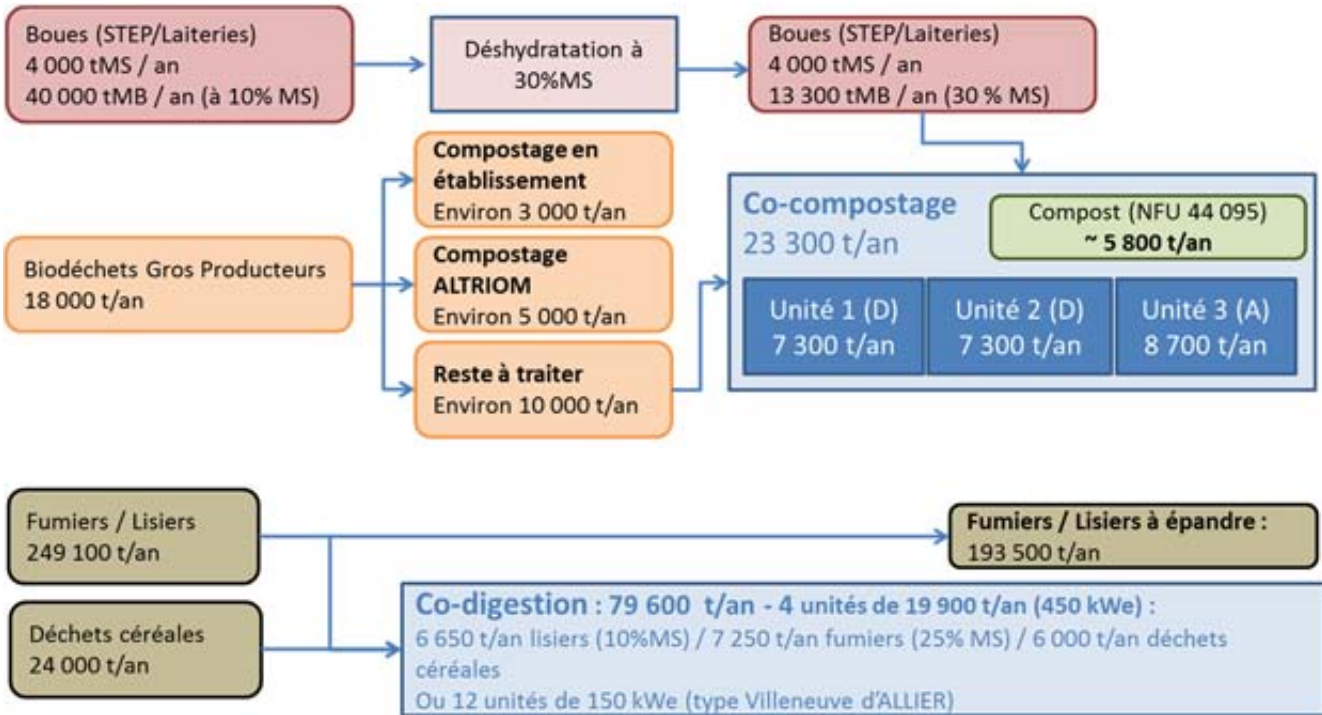 Boues (STEP/Laiteries)
4 000 tMS / an
40 000 tMB / an (à 10% MS)
Déshydratation à
30%MS
Boues (STEP/Laiteries)
4 000 tMS / an
13 300 tMB / an (30 % MS)
Biodéchets Gros Producteurs
18 000 t/an
Compostage en
établissement
Environ 3 000 t/an
Compostage
ALTRIOM
Environ 5 000 t/an
Reste à traiter
Environ 10 000 t/an
Co-compostage
23 300 t/an
Compost (NFU 44 095)
~ 5 800 t/an
Unité 1 (D)
7 300 t/an
Unité 2 (D)
7 300 t/an
Unité 3 (A)
8 700 t/an
Fumiers / Lisiers
249 100 t/an
Fumiers / Lisiers à épandre :
193 500 t/an
Déchets céréales
24 000 t/an
Co-digestion : 79 600 t/an - 4 unités de 19 900 t/an (450 kWe) :
6 650 t/an lisiers (10%MS) / 7 250 t/an fumiers (25% MS) / 6 000 t/an déchets
céréales
Ou 12 unités de 150 kWe (type Villeneuve d'ALLIER)